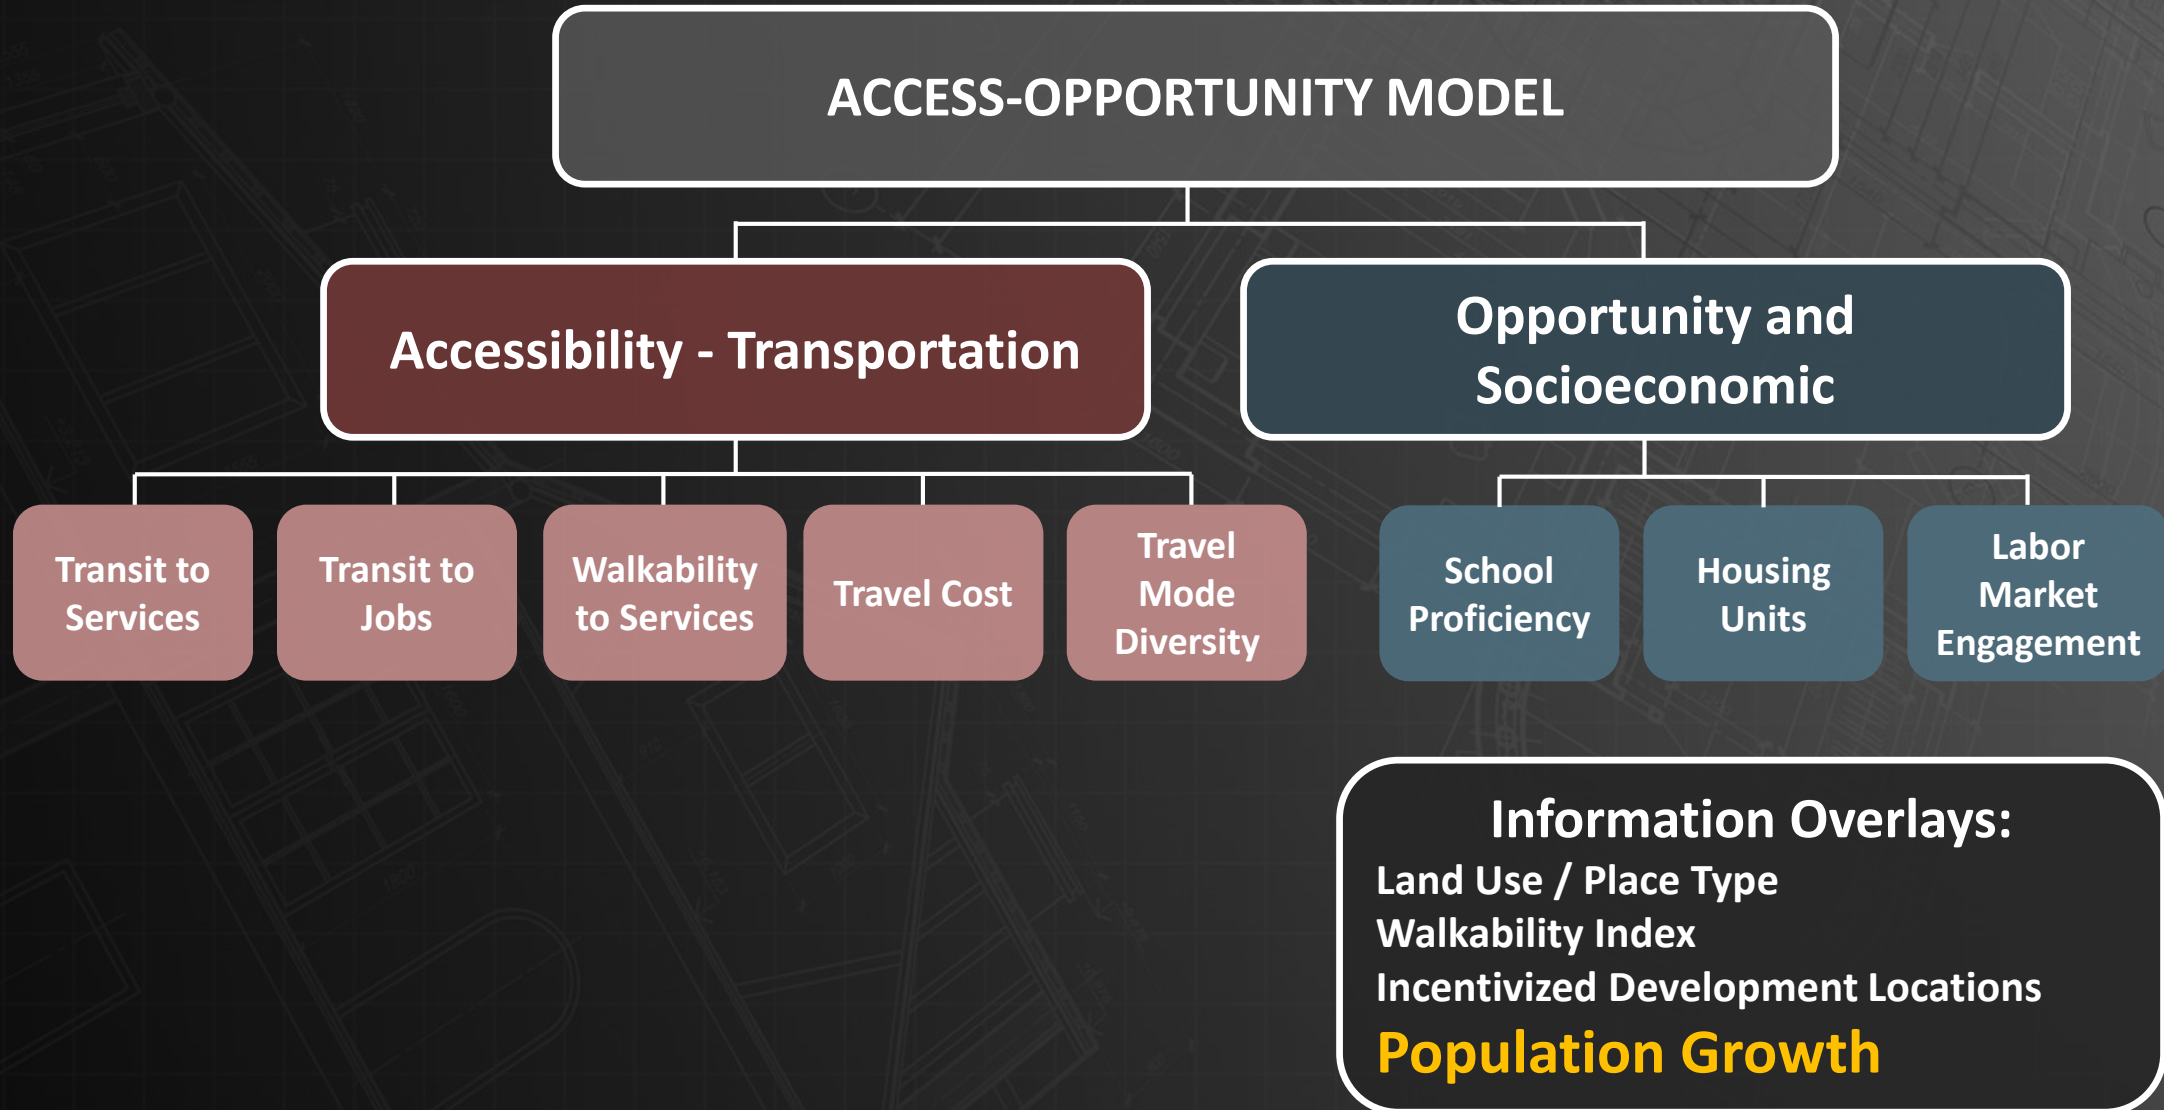 ACCESS-OPPORTUNITY MODEL
Accessibility - Transportation
Opportunity and
Socioeconomic
Transit to
Services
Transit to
Jobs
Walkability
to Services
Travel Cost
Travel
Mode
Diversity
School
Proficiency
Housing
Units
Labor
Market
Engagement
Information Overlays:
Land Use / Place Type
Walkability Index
Incentivized Development Locations
Population Growth